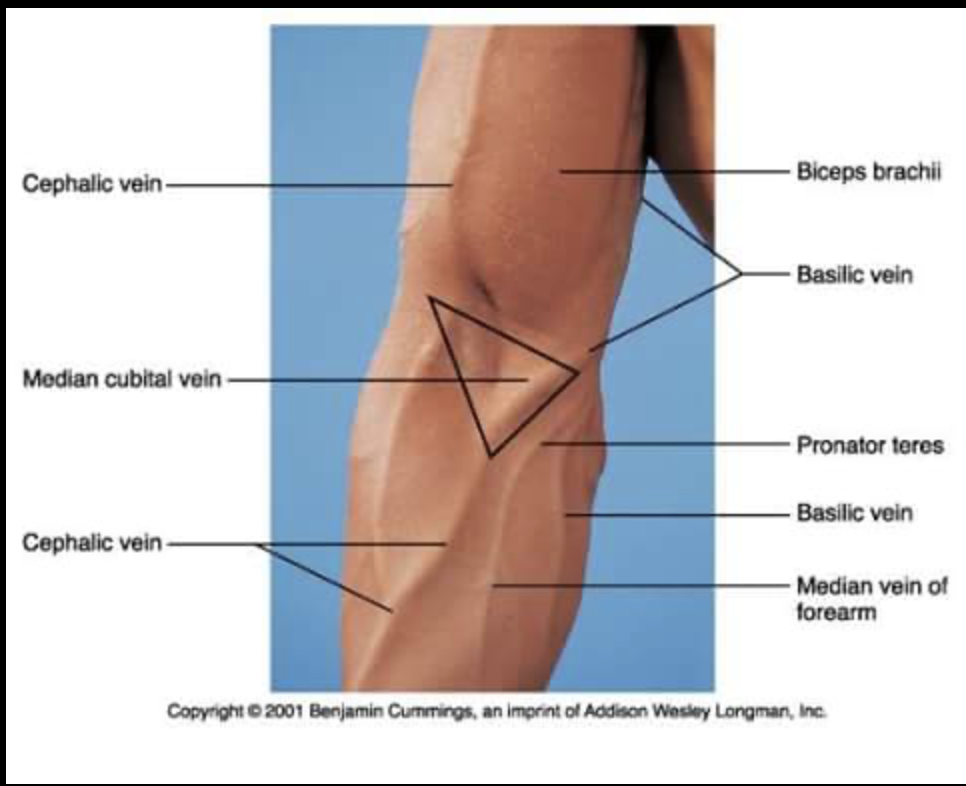 Cephalic vein
Biceps brachii
Basilic vein
Median cubital vein
Pronator teres
Basilic vein
Cephalic vein
Median vein of
forearm
Copyright © 2001 Benjamin Cummings, an imprint of Addison Wesley Longman, Inc.